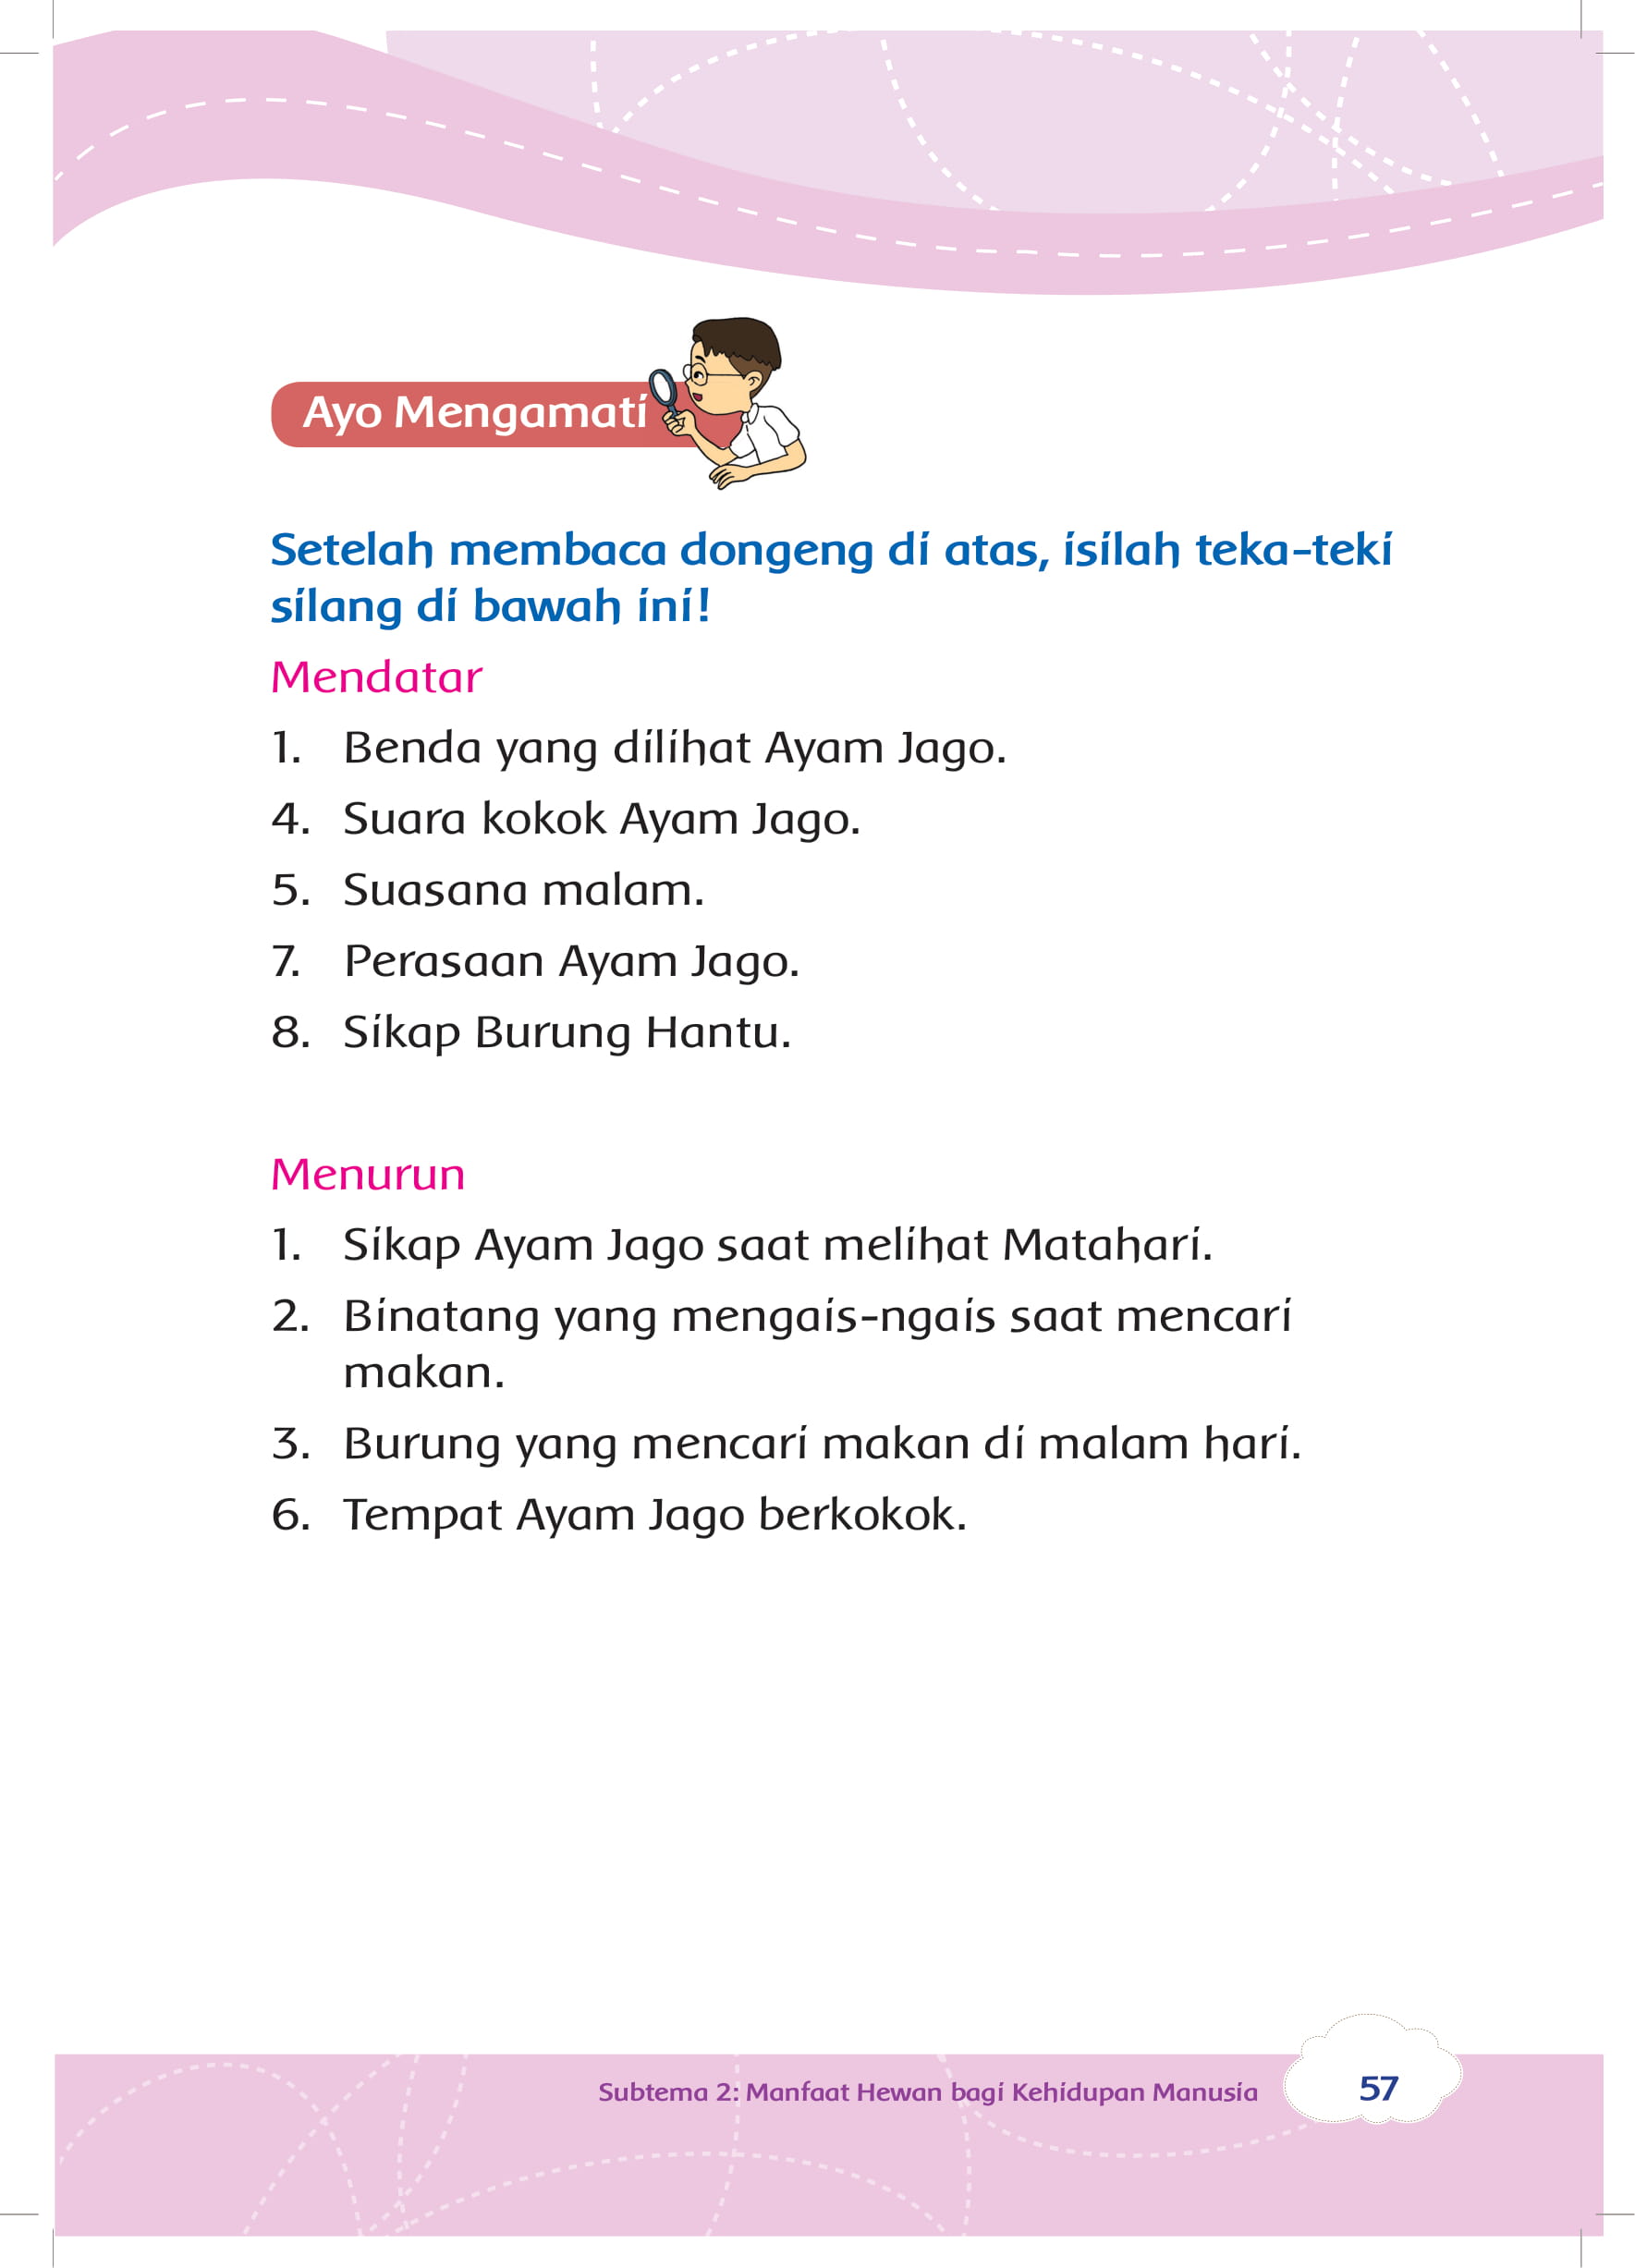 Ayo Mengamati
Setelah membaca dongeng di atas, isilah teka-teki
silang di bawah ini!
Mendatar
1. Benda yang dilihat Ayam Jago.
4. Suara kokok Ayam Jago.
5. Suasana malam.
7. Perasaan Ayam Jago.
8. Sikap Burung Hantu.
Menurun
1. Sikap Ayam Jago saat melihat Matahari.
2. Binatang yang mengais-ngais saat mencari
makan.
3. Burung yang mencari makan di malam hari.
6. Tempat Ayam Jago berkokok.
Subtema 2: Manfaat Hewan bagi Kehidupan Manusia
57